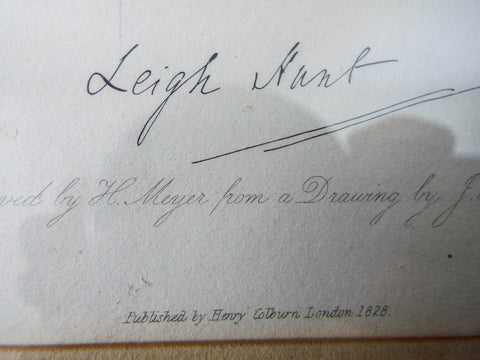 Leigh Hunt
ved by H. Meyer from a Drawing by J.
Published by Henry Colburn London 1828.